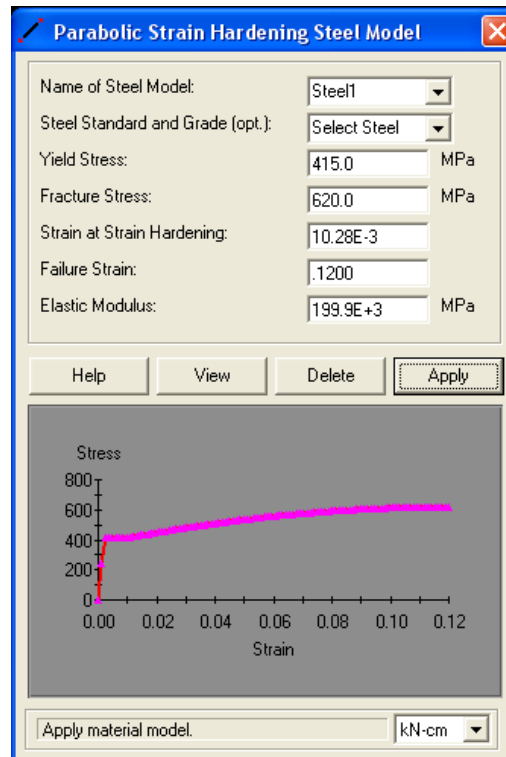 Parabolic Strain Hardening Steel Model
Name of Steel Model: Steel1
Steel Standard and Grade (opt.): Select Steel
Yield Stress: 415.0 MPa
Fracture Stress: 620.0 MPa
Strain at Strain Hardening: 10.28E-3
Failure Strain: .1200
Elastic Modulus: 199.9E+3 MPa
Help View Delete Apply
Stress
800
600
400
200
0
0.00 0.02 0.04 0.06 0.08 0.10 0.12
Strain
Apply material model. kN-cm